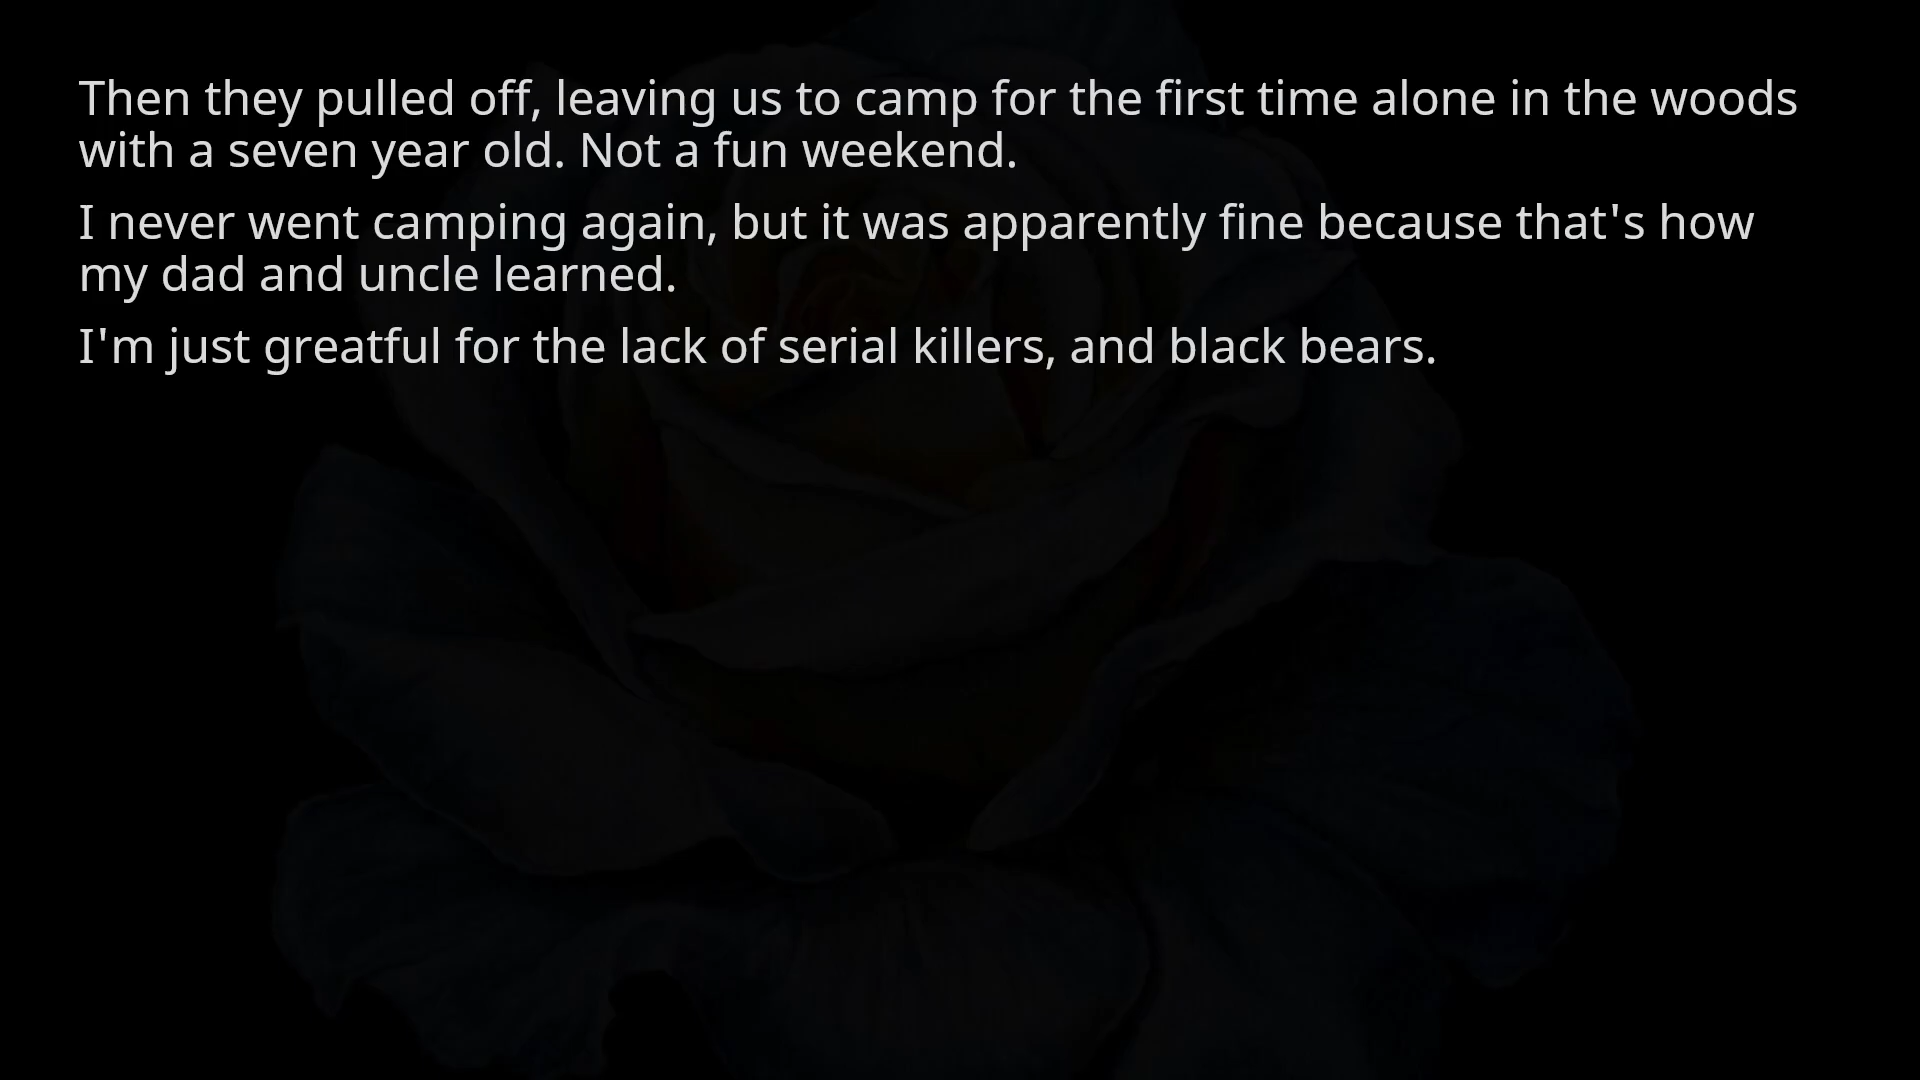 Then they pulled off, leaving us to camp for the first time alone in the woods
with a seven year old. Not a fun weekend.
I never went camping again, but it was apparently fine because that's how
my dad and uncle learned.
I'm just greatful for the lack of serial killers, and black bears.